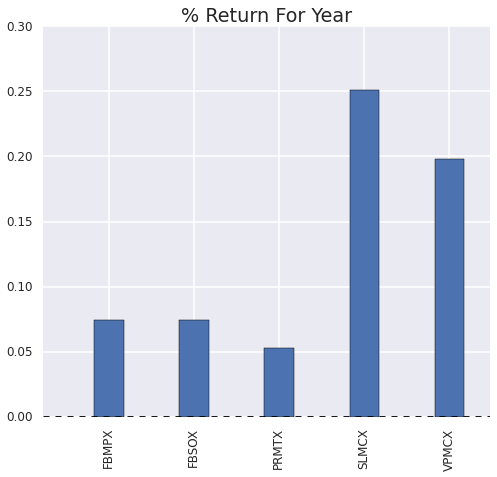 % Return For Year
0.30
0.25
0.20
0.15
0.10
0.05
0.00
FBMPX
FBSOX
PRMTX
SLMCX
VPMCX